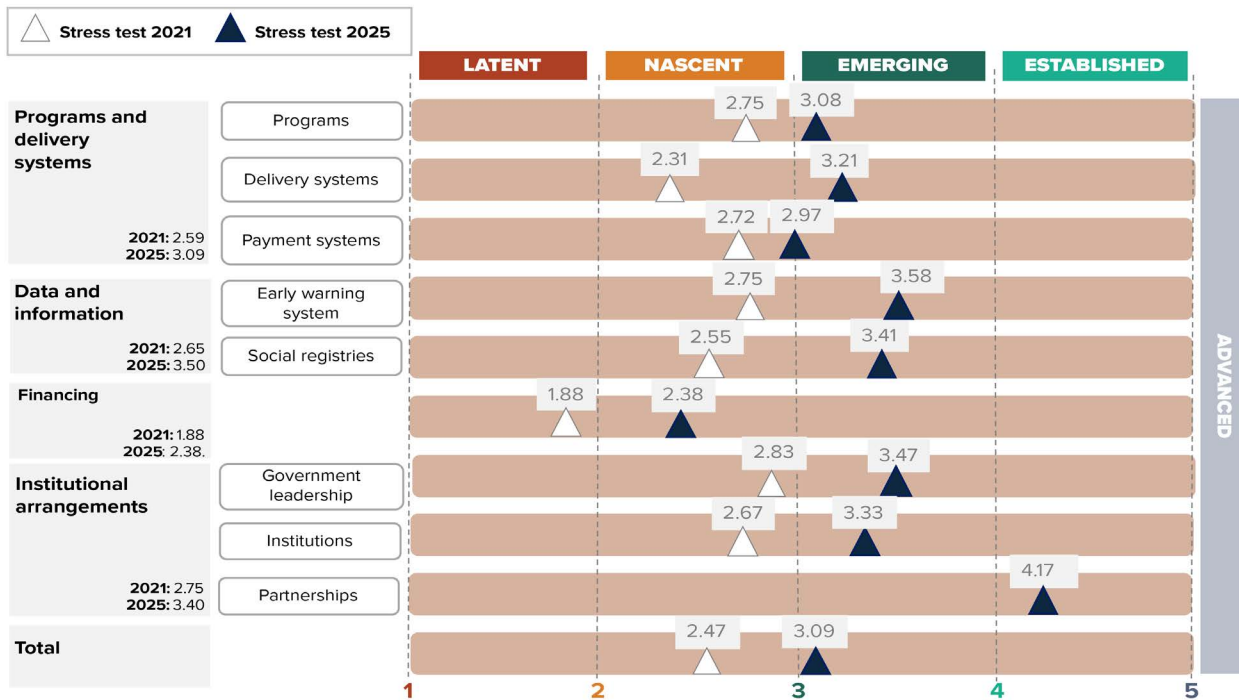 Stress test 2021
Stress test 2025
LATENT
NASCENT
EMERGING
ESTABLISHED
Programs and
delivery
systems
2021: 2.59
2025: 3.09
Programs
2.75
3.08
Delivery systems
2.31
3.21
Payment systems
2.72
2.97
Data and
information
2021: 2.65
2025: 3.50
Early warning
system
2.75
3.58
Social registries
2.55
3.41
Financing
2021: 1.88
2025: 2.38.
1.88
2.38
Institutional
arrangements
2021: 2.75
2025: 3.40
Government
leadership
2.83
3.47
Institutions
2.67
3.33
Partnerships
4.17
Total
2.47
3.09
ADVANCED
1
2
3
4
5